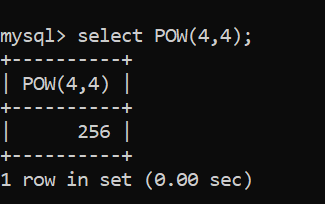 mysql> select POW(4,4);
+----------+
| POW(4,4) |
+----------+
|      256 |
+----------+
1 row in set (0.00 sec)